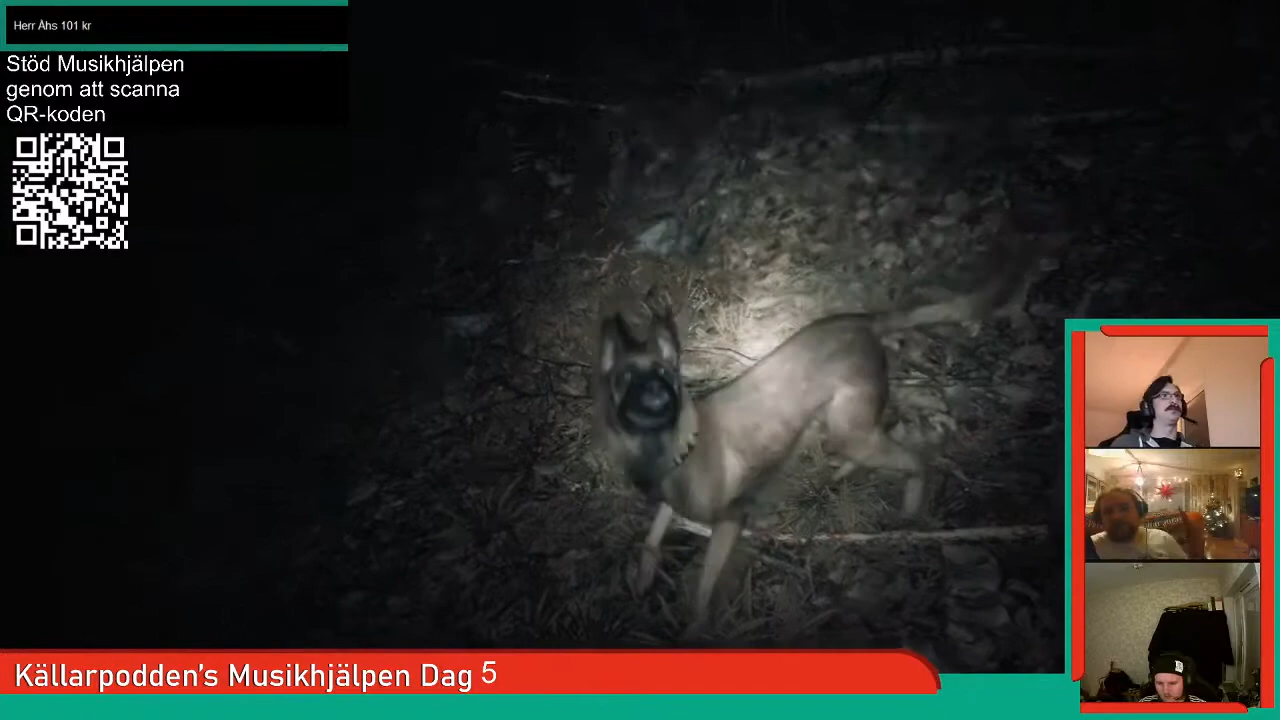 Herr Åhs 101 kr
Stöd Musikhjälpen
genom att scanna
QR-koden
Källarpodden's Musikhjälpen Dag 5